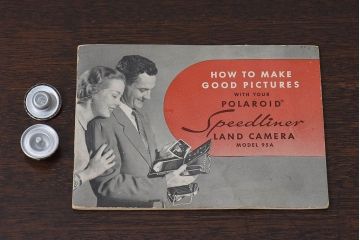 HOW TO MAKE
GOOD PICTURES
WITH YOUR
POLAROID®
Speedliner
LAND CAMERA
MODEL 95A